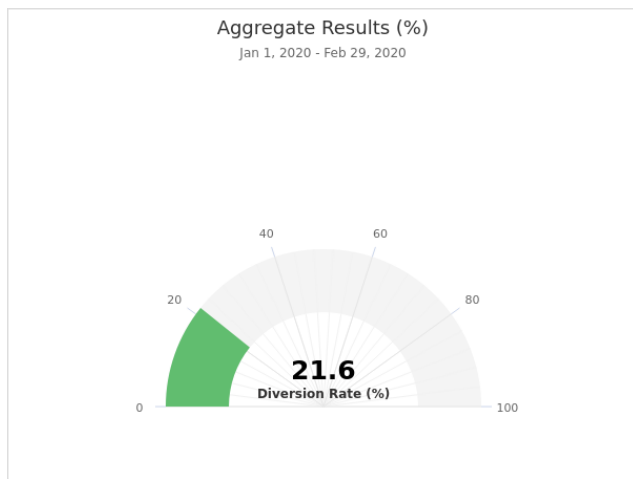 Aggregate Results (%)
Jan 1, 2020 - Feb 29, 2020
40
60
20
80
21.6
Diversion Rate (%)
0
100